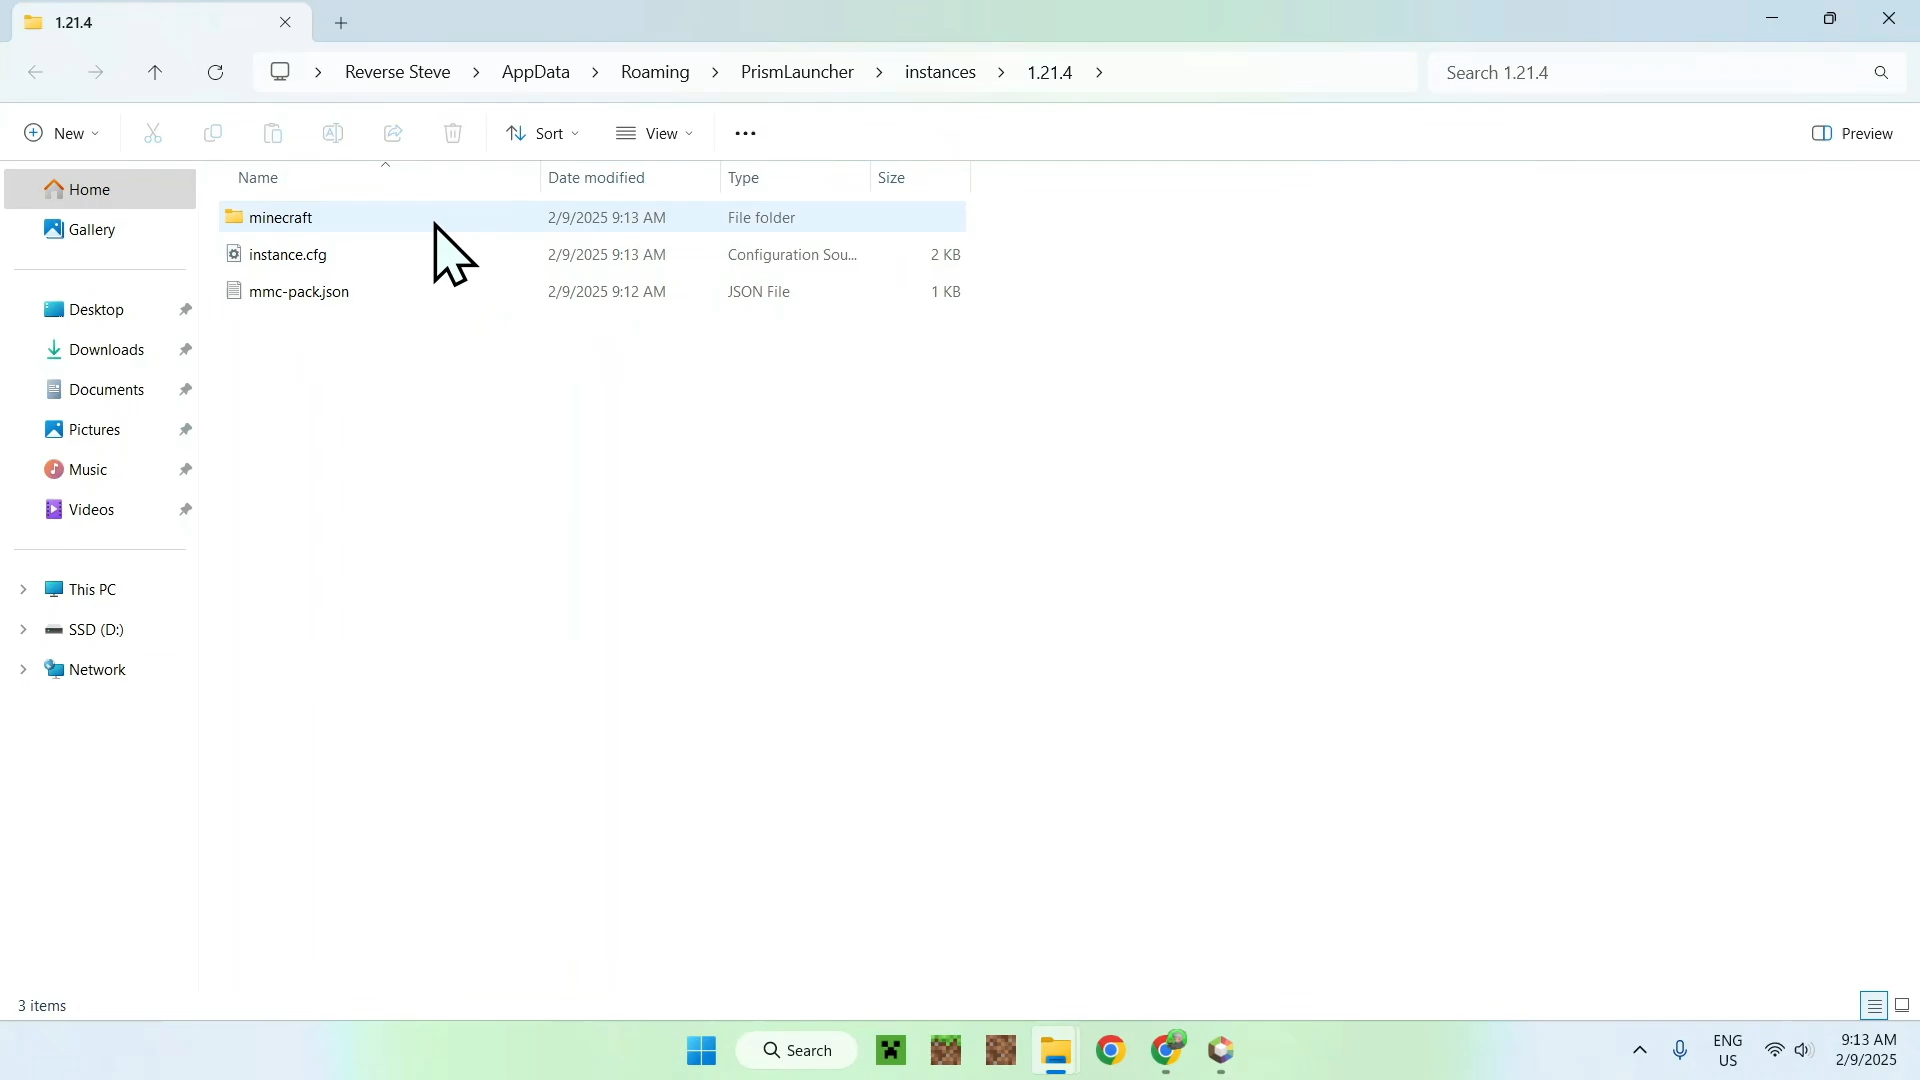 1.21.4
Reverse Steve > AppData > Roaming > PrismLauncher > instances > 1.21.4 >
Search 1.21.4
New
Sort
View
Preview
Name
Date modified
Type
Size
minecraft 2/9/2025 9:13 AM File folder
instance.cfg 2/9/2025 9:13 AM Configuration Sou... 2 KB
mmc-pack.json 2/9/2025 9:12 AM JSON File 1 KB
Home
Gallery
Desktop
Downloads
Documents
Pictures
Music
Videos
This PC
SSD (D:)
Network
3 items
Search
ENG
US
9:13 AM
2/9/2025